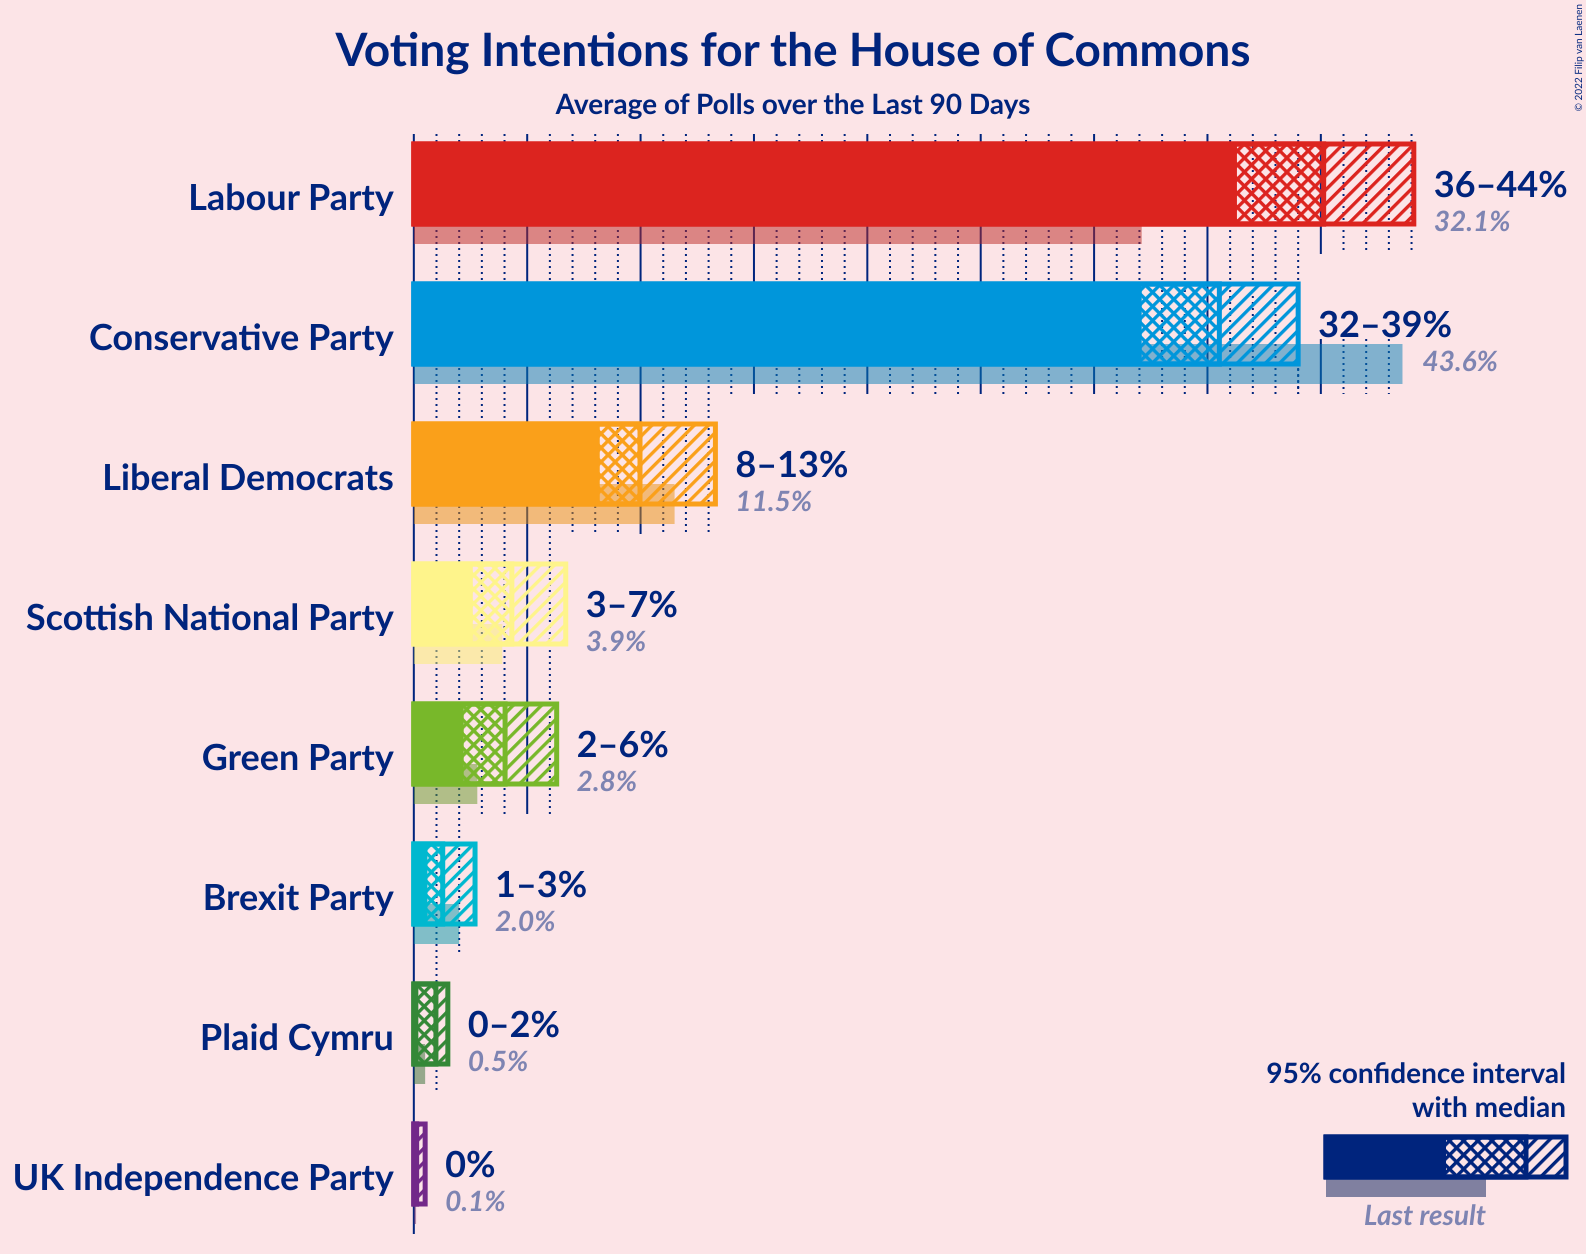 Voting Intentions for the House of Commons
Average of Polls over the Last 90 Days
© 2022 Filip van Laenen
Labour Party
36–44%
32.1%
Conservative Party
32–39%
43.6%
Liberal Democrats
8–13%
11.5%
Scottish National Party
3–7%
3.9%
Green Party
2–6%
2.8%
Brexit Party
1–3%
2.0%
Plaid Cymru
0–2%
0.5%
UK Independence Party
0%
0.1%
95% confidence interval
with median
Last result